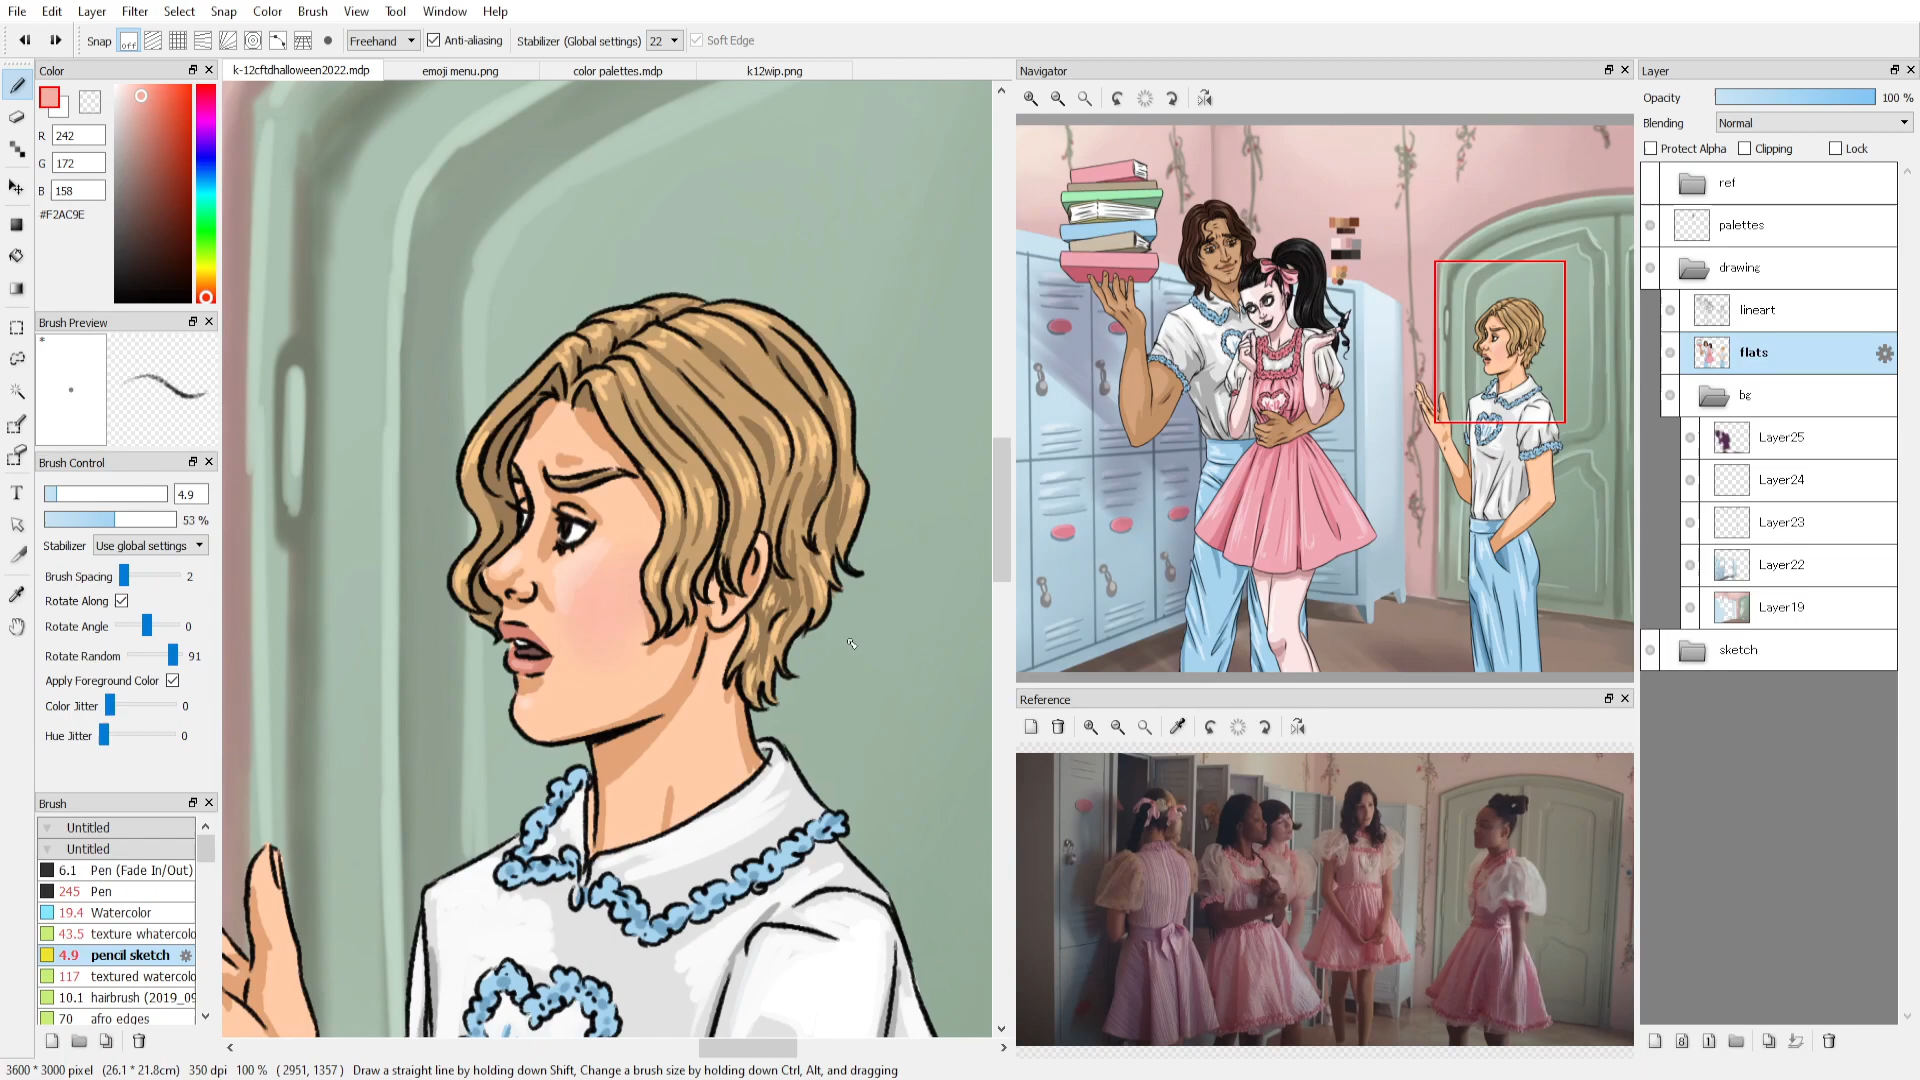 File Edit Layer Filter Select Snap Color Brush View Tool Window Help
Snap off Freehand Anti-aliasing Stabilizer (Global settings) 22 Soft Edge
Color
R 242
G 172
B 158
#F2AC9E
Brush Preview
*
Brush Control
4.9
53 %
Stabilizer Use global settings
Brush Spacing 2
Rotate Along
Rotate Angle 0
Rotate Random 91
Apply Foreground Color
Color Jitter 0
Hue Jitter 0
Brush
Untitled
Untitled
6.1 Pen (Fade In/Out)
245 Pen
19.4 Watercolor
43.5 texture whatercolo
4.9 pencil sketch
117 textured watercolo
10.1 hairbrush (2019_09
70 afro edges
k-12cftdhalloween2022.mdp emoji menu.png color palettes.mdp k12wip.png
Navigator
Reference
Layer
Opacity 100 %
Blending Normal
Protect Alpha Clipping Lock
ref
palettes
drawing
lineart
flats
bg
Layer25
Layer24
Layer23
Layer22
Layer19
sketch
3600 * 3000 pixel (26.1 * 21.8cm) 350 dpi 100 % ( 2951, 1357 ) Draw a straight line by holding down Shift, Change a brush size by holding down Ctrl, Alt, and dragging